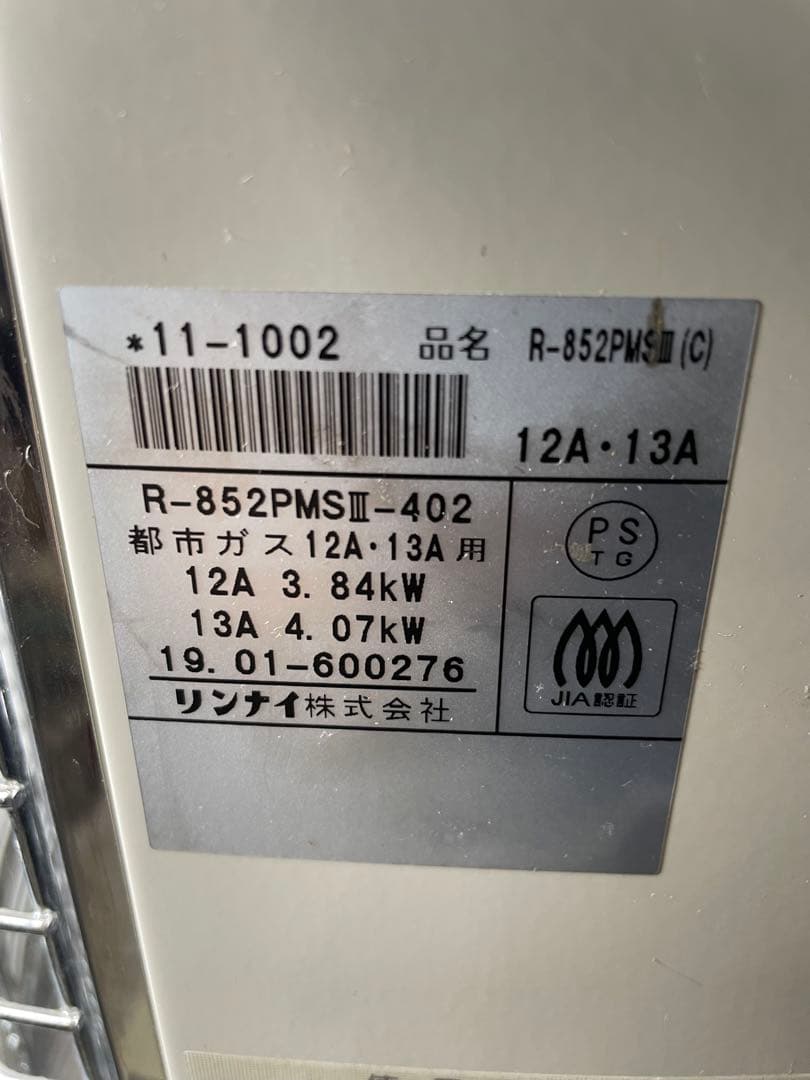 *11-1002 品名 R-852PMSⅢ(C)
12A・13A
R-852PMSⅢ-402
都市ガス12A・13A用
12A 3.84kW
13A 4.07kW
19.01-600276
リンナイ株式会社
PS
TG
JIA認証